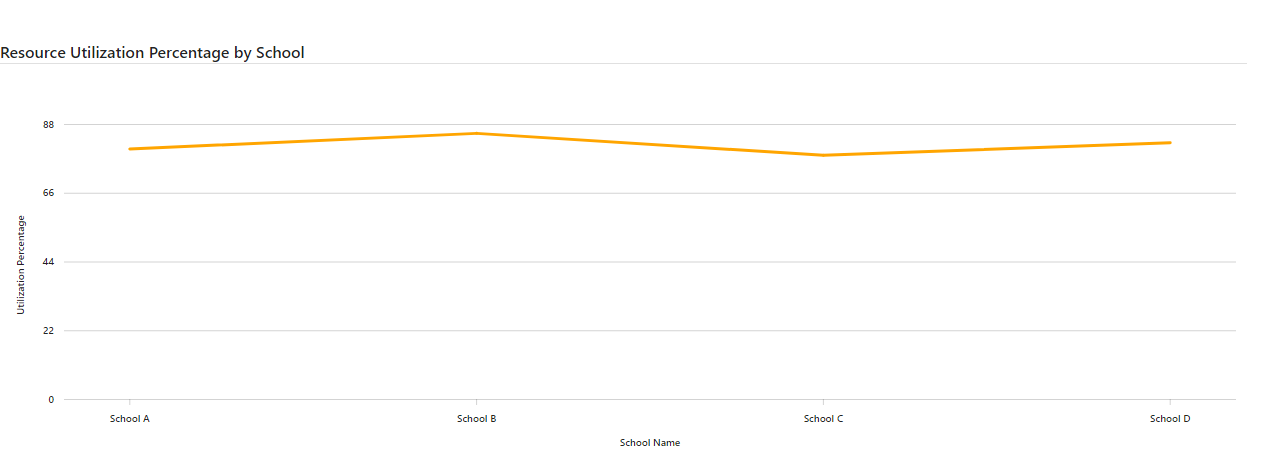 Resource Utilization Percentage by School
88
66
44
22
0
Utilization Percentage
School A
School B
School C
School D
School Name